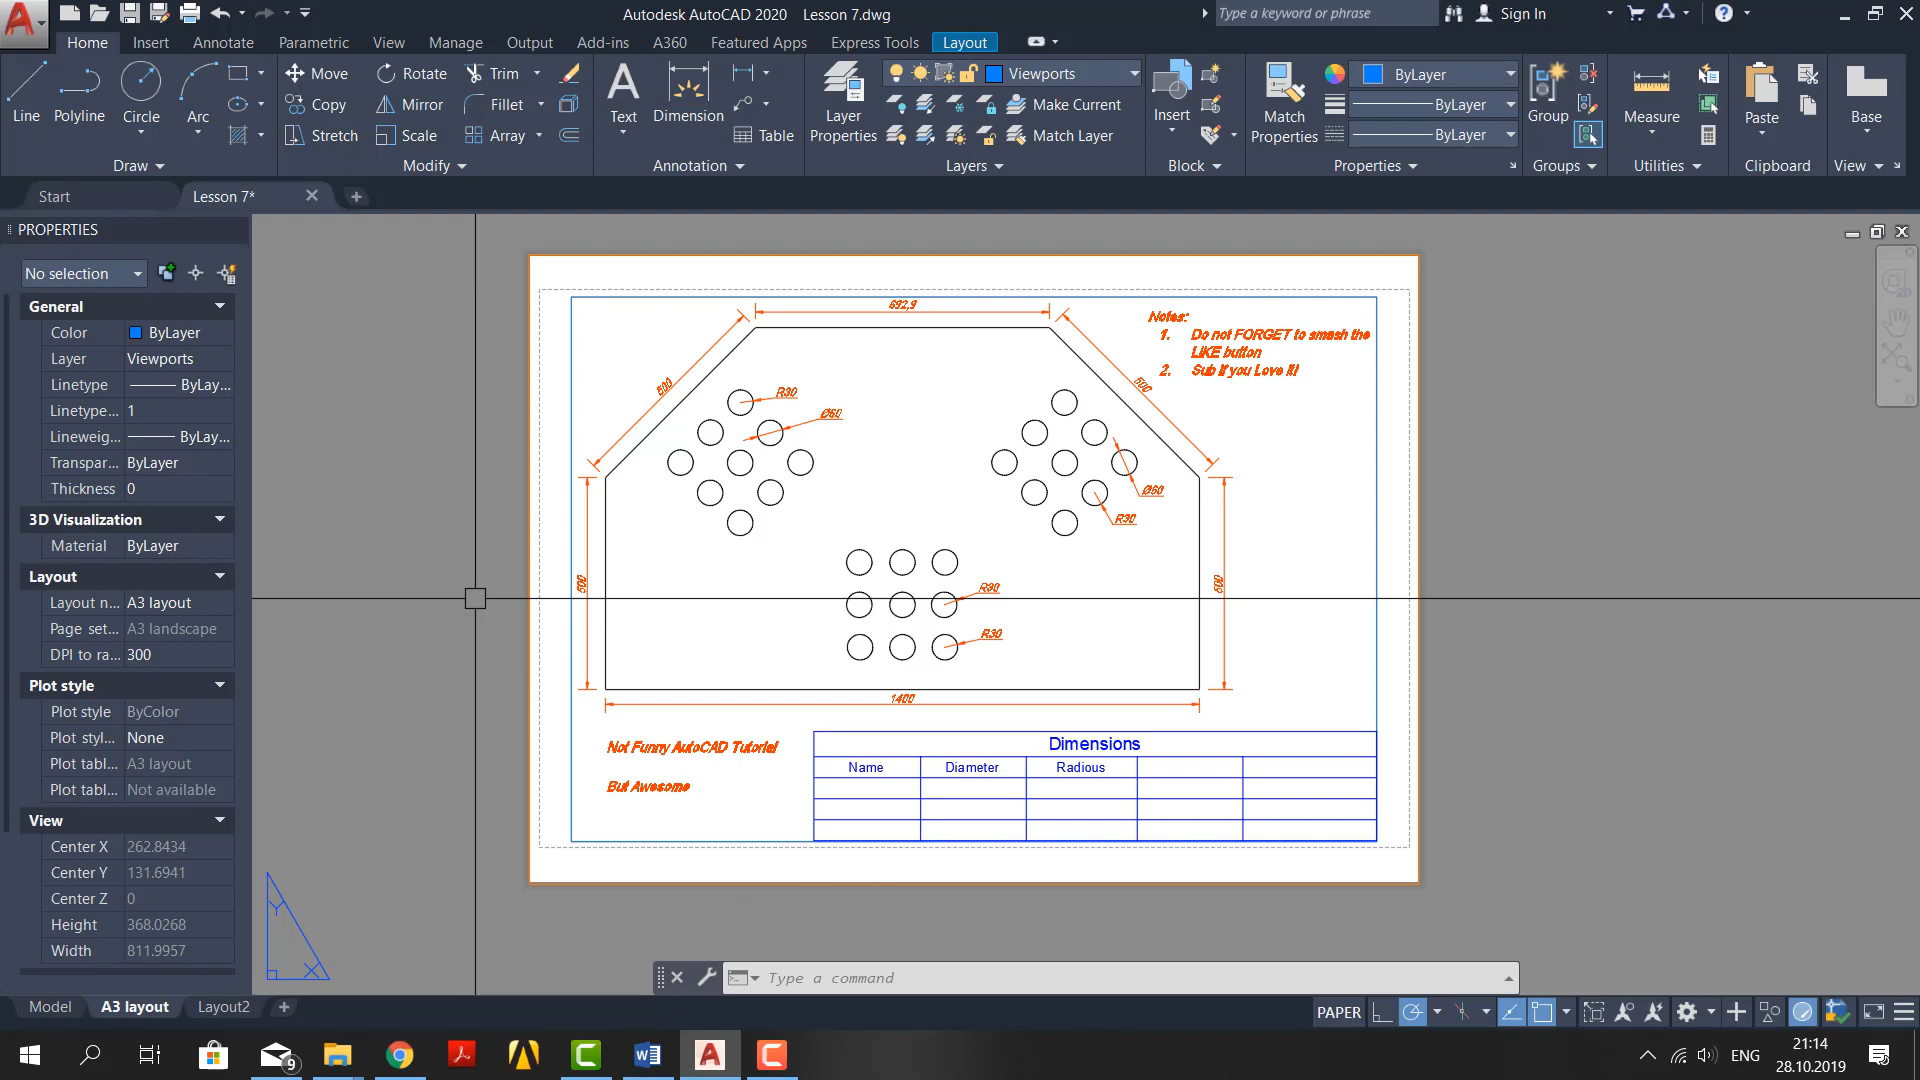 Autodesk AutoCAD 2020 Lesson 7.dwg
Type a keyword or phrase
Sign In
Home Insert Annotate Parametric View Manage Output Add-ins A360 Featured Apps Express Tools Layout
Line Polyline Circle Arc
Draw
Move Rotate Trim
Copy Mirror Fillet
Stretch Scale Array
Modify
Text Dimension Table
Annotation
Layer Properties
Viewports
Make Current
Match Layer
Layers
Insert
Block
Match Properties
ByLayer
ByLayer
ByLayer
Properties
Group
Groups
Measure
Utilities
Paste
Clipboard
Base
View
Start Lesson 7*
PROPERTIES
No selection
General
Color ByLayer
Layer Viewports
Linetype ByLay...
Linetype... 1
Lineweig... ByLay...
Transpar... ByLayer
Thickness 0
3D Visualization
Material ByLayer
Layout
Layout n... A3 layout
Page set... A3 landscape
DPI to ra... 300
Plot style
Plot style ByColor
Plot styl... None
Plot tabl... A3 layout
Plot tabl... Not available
View
Center X 262.8434
Center Y 131.6941
Center Z 0
Height 368.0268
Width 811.9957
692,9
500
500
R30
Ø60
Ø60
R30
500
500
R30
R30
1400
Notes:
1. Do not FORGET to smash the
LIKE button
2. Sub if you Love it!
Not Funny AutoCAD Tutorial
But Awesome
Dimensions
Name Diameter Radious
Y
X
Type a command
Model A3 layout Layout2
PAPER
9
ENG
21:14
28.10.2019